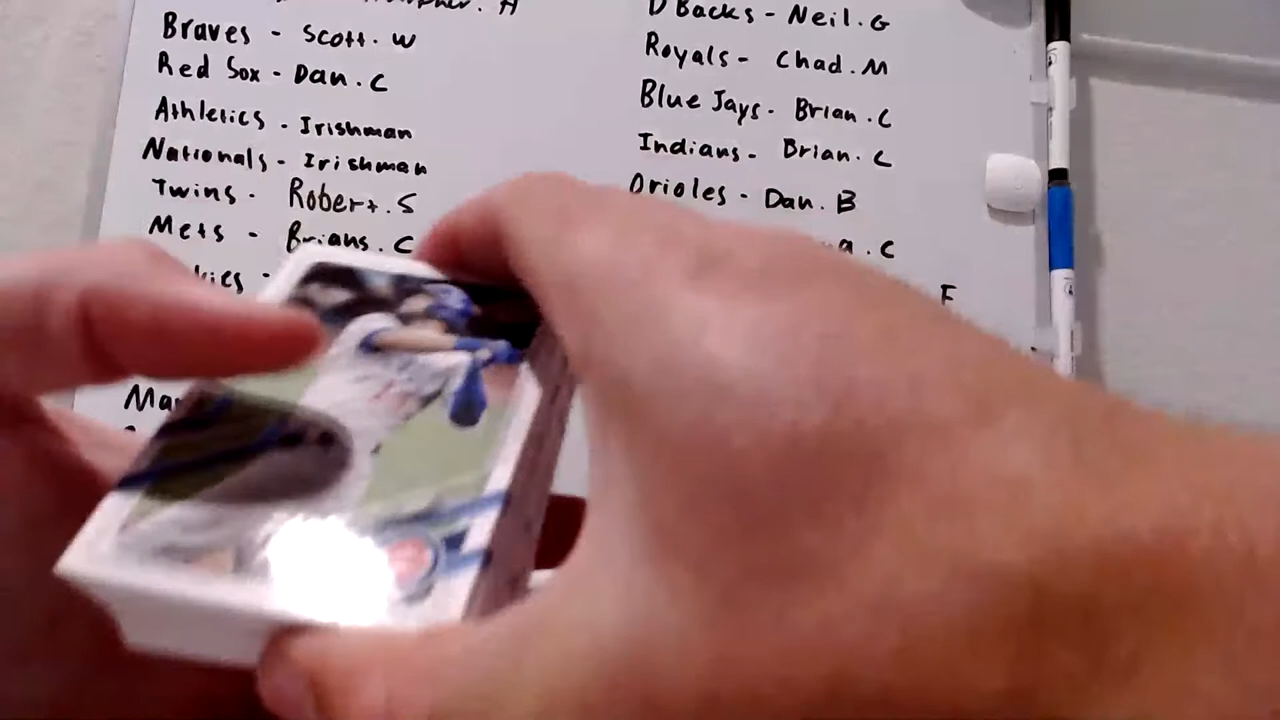 Braves - Scott. W
Red Sox - Dan. C
Athletics - Irishman
Nationals - Irishman
Twins - Robert. S
Mets - Brians. C
D Backs - Neil. G
Royals - Chad. M
Blue Jays - Brian. C
Indians - Brian. C
Orioles - Dan. B